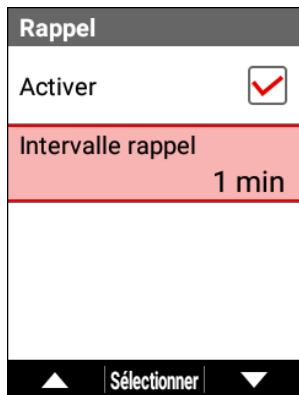 Rappel
Activer
Intervalle rappel
1 min
Sélectionner